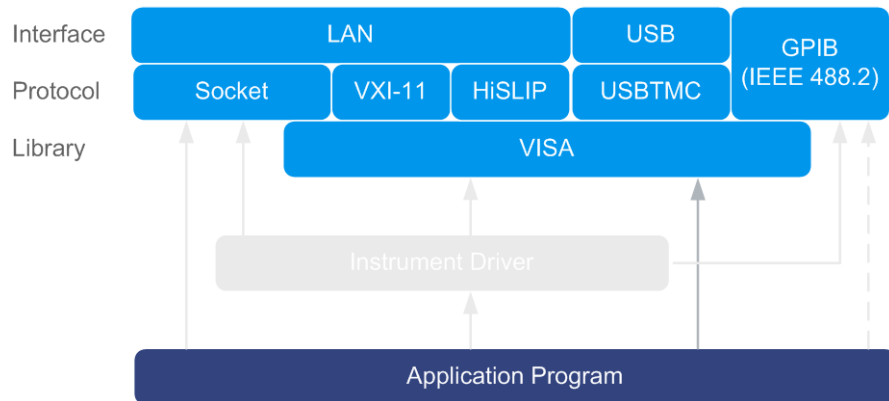 Interface
LAN
USB
GPIB
(IEEE 488.2)
Protocol
Socket
VXI-11
HiSLIP
USBTMC
Library
VISA
Instrument Driver
Application Program